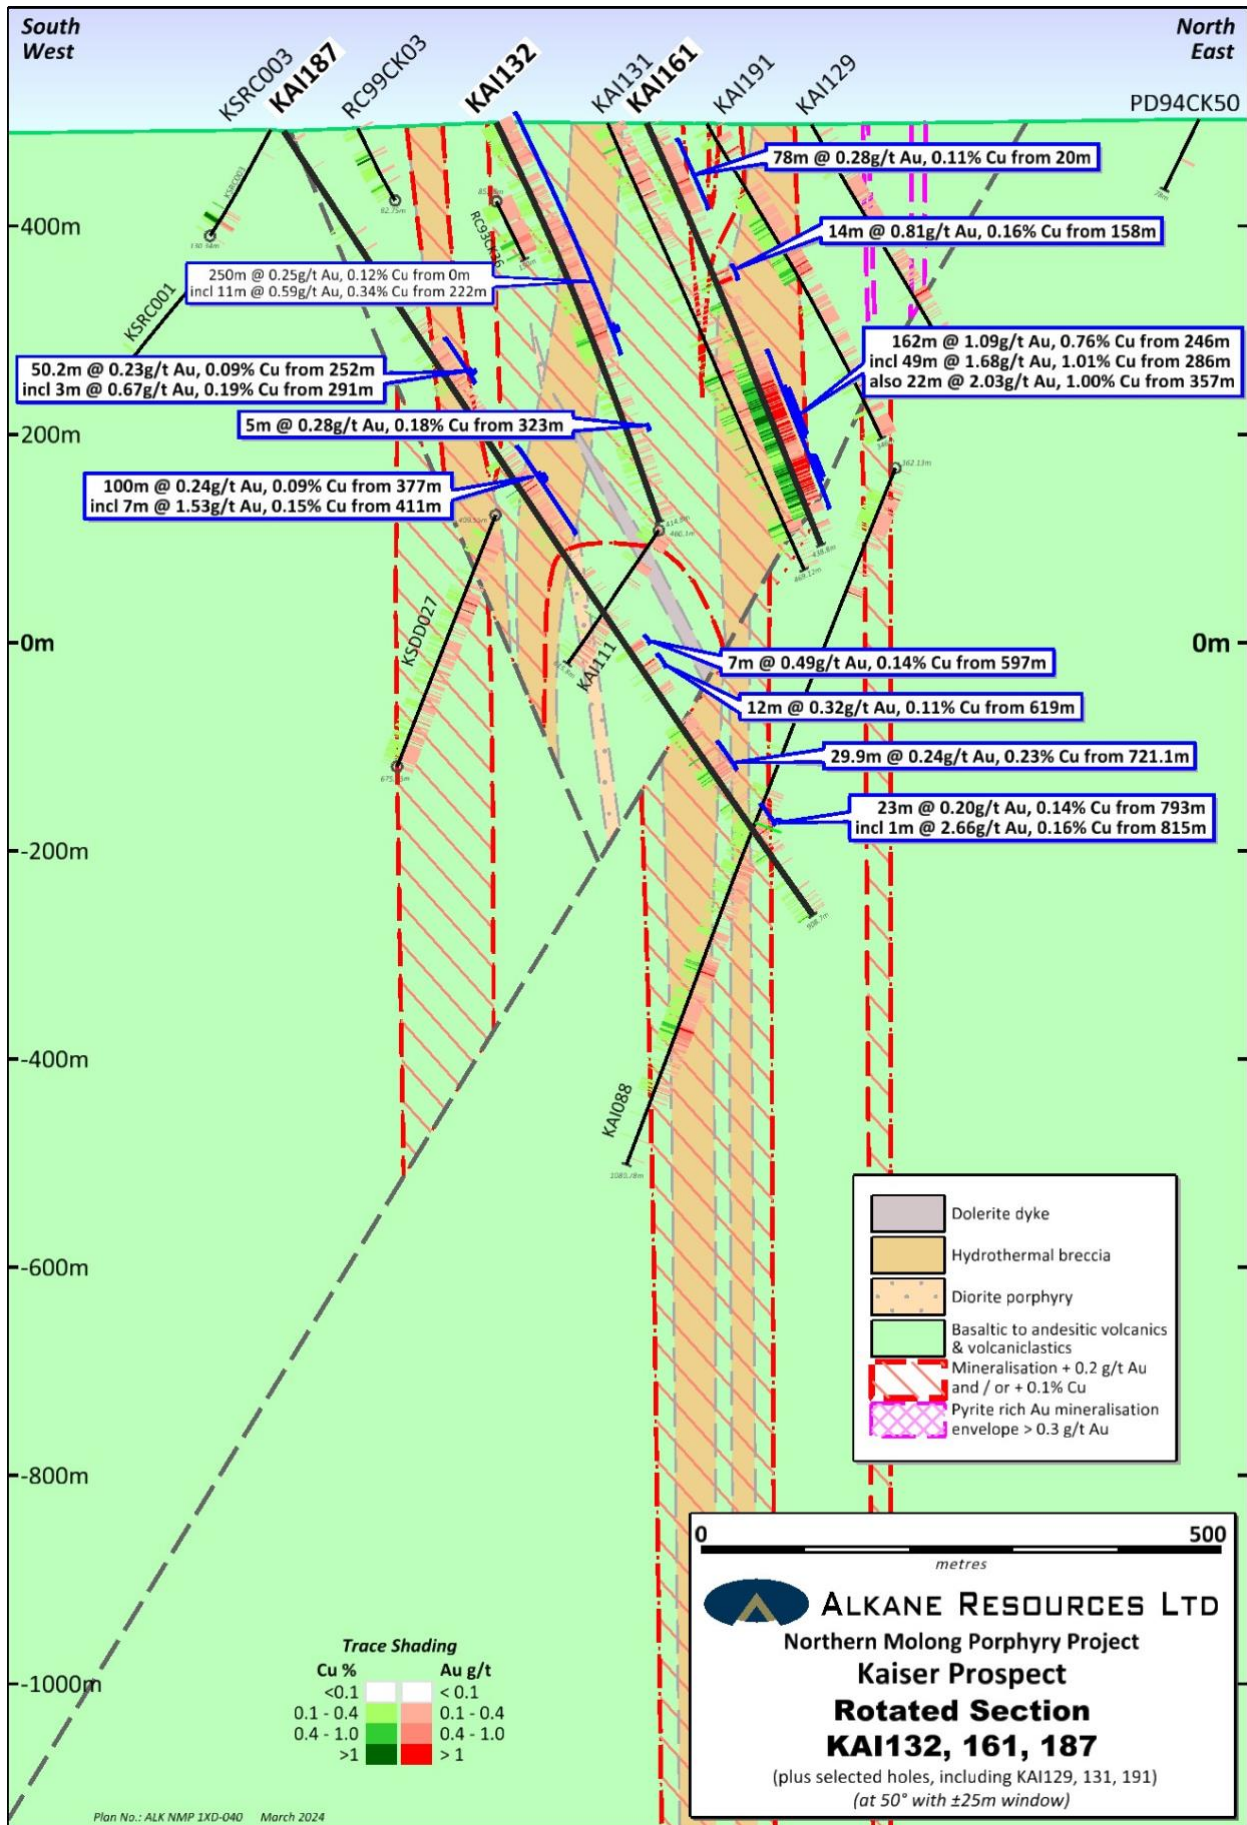 South
West
North
East
KSRC003
KAI187
RC99CK03
KAI132
KAI131
KAI161
KAI191
KAI129
PD94CK50
78m @ 0.28g/t Au, 0.11% Cu from 20m
KSRC003
82.75m
78m
400m
14m @ 0.81g/t Au, 0.16% Cu from 158m
RC93CK36
250m @ 0.25g/t Au, 0.12% Cu from 0m
incl 11m @ 0.59g/t Au, 0.34% Cu from 222m
KSRC001
162m @ 1.09g/t Au, 0.76% Cu from 246m
incl 49m @ 1.68g/t Au, 1.01% Cu from 286m
also 22m @ 2.03g/t Au, 1.00% Cu from 357m
50.2m @ 0.23g/t Au, 0.09% Cu from 252m
incl 3m @ 0.67g/t Au, 0.19% Cu from 291m
5m @ 0.28g/t Au, 0.18% Cu from 323m
200m
362.13m
100m @ 0.24g/t Au, 0.09% Cu from 377m
incl 7m @ 1.53g/t Au, 0.15% Cu from 411m
438.8m
469.12m
KSDD027
KAI111
0m
0m
7m @ 0.49g/t Au, 0.14% Cu from 597m
12m @ 0.32g/t Au, 0.11% Cu from 619m
29.9m @ 0.24g/t Au, 0.23% Cu from 721.1m
23m @ 0.20g/t Au, 0.14% Cu from 793m
incl 1m @ 2.66g/t Au, 0.16% Cu from 815m
-200m
908.7m
-400m
KAI088
Dolerite dyke
Hydrothermal breccia
Diorite porphyry
Basaltic to andesitic volcanics
& volcaniclastics
Mineralisation + 0.2 g/t Au
and / or + 0.1% Cu
Pyrite rich Au mineralisation
envelope > 0.3 g/t Au
-600m
-800m
-1000m
0 500
metres
ALKANE RESOURCES LTD
Northern Molong Porphyry Project
Kaiser Prospect
Rotated Section
KAI132, 161, 187
(plus selected holes, including KAI129, 131, 191)
(at 50° with ±25m window)
Trace Shading
Cu % Au g/t
<0.1 < 0.1
0.1 - 0.4 0.1 - 0.4
0.4 - 1.0 0.4 - 1.0
>1 > 1
Plan No.: ALK NMP 1XD-040 March 2024